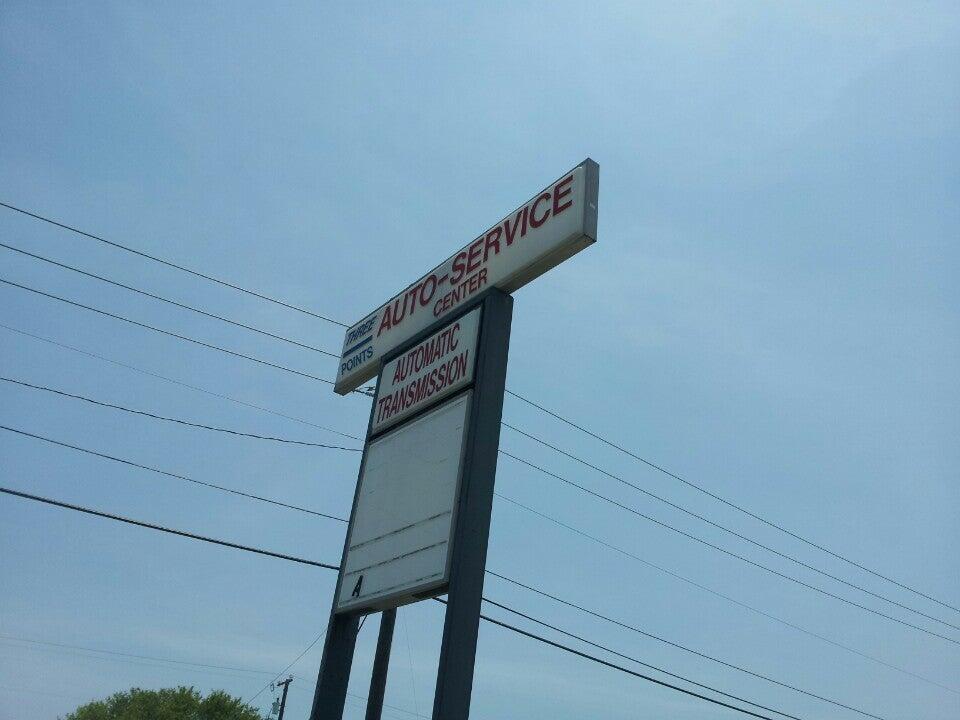 THREE
POINTS
AUTO-SERVICE
CENTER
AUTOMATIC
TRANSMISSION
A